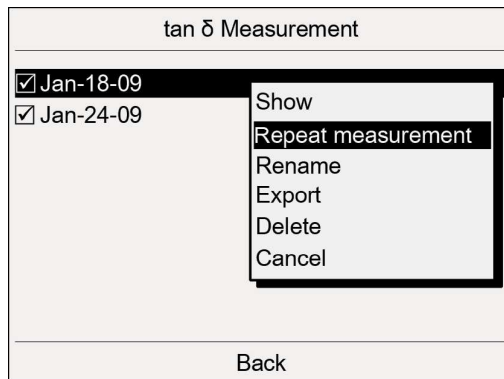 tan δ Measurement
☑ Jan-18-09
☑ Jan-24-09
Show
Repeat measurement
Rename
Export
Delete
Cancel
Back